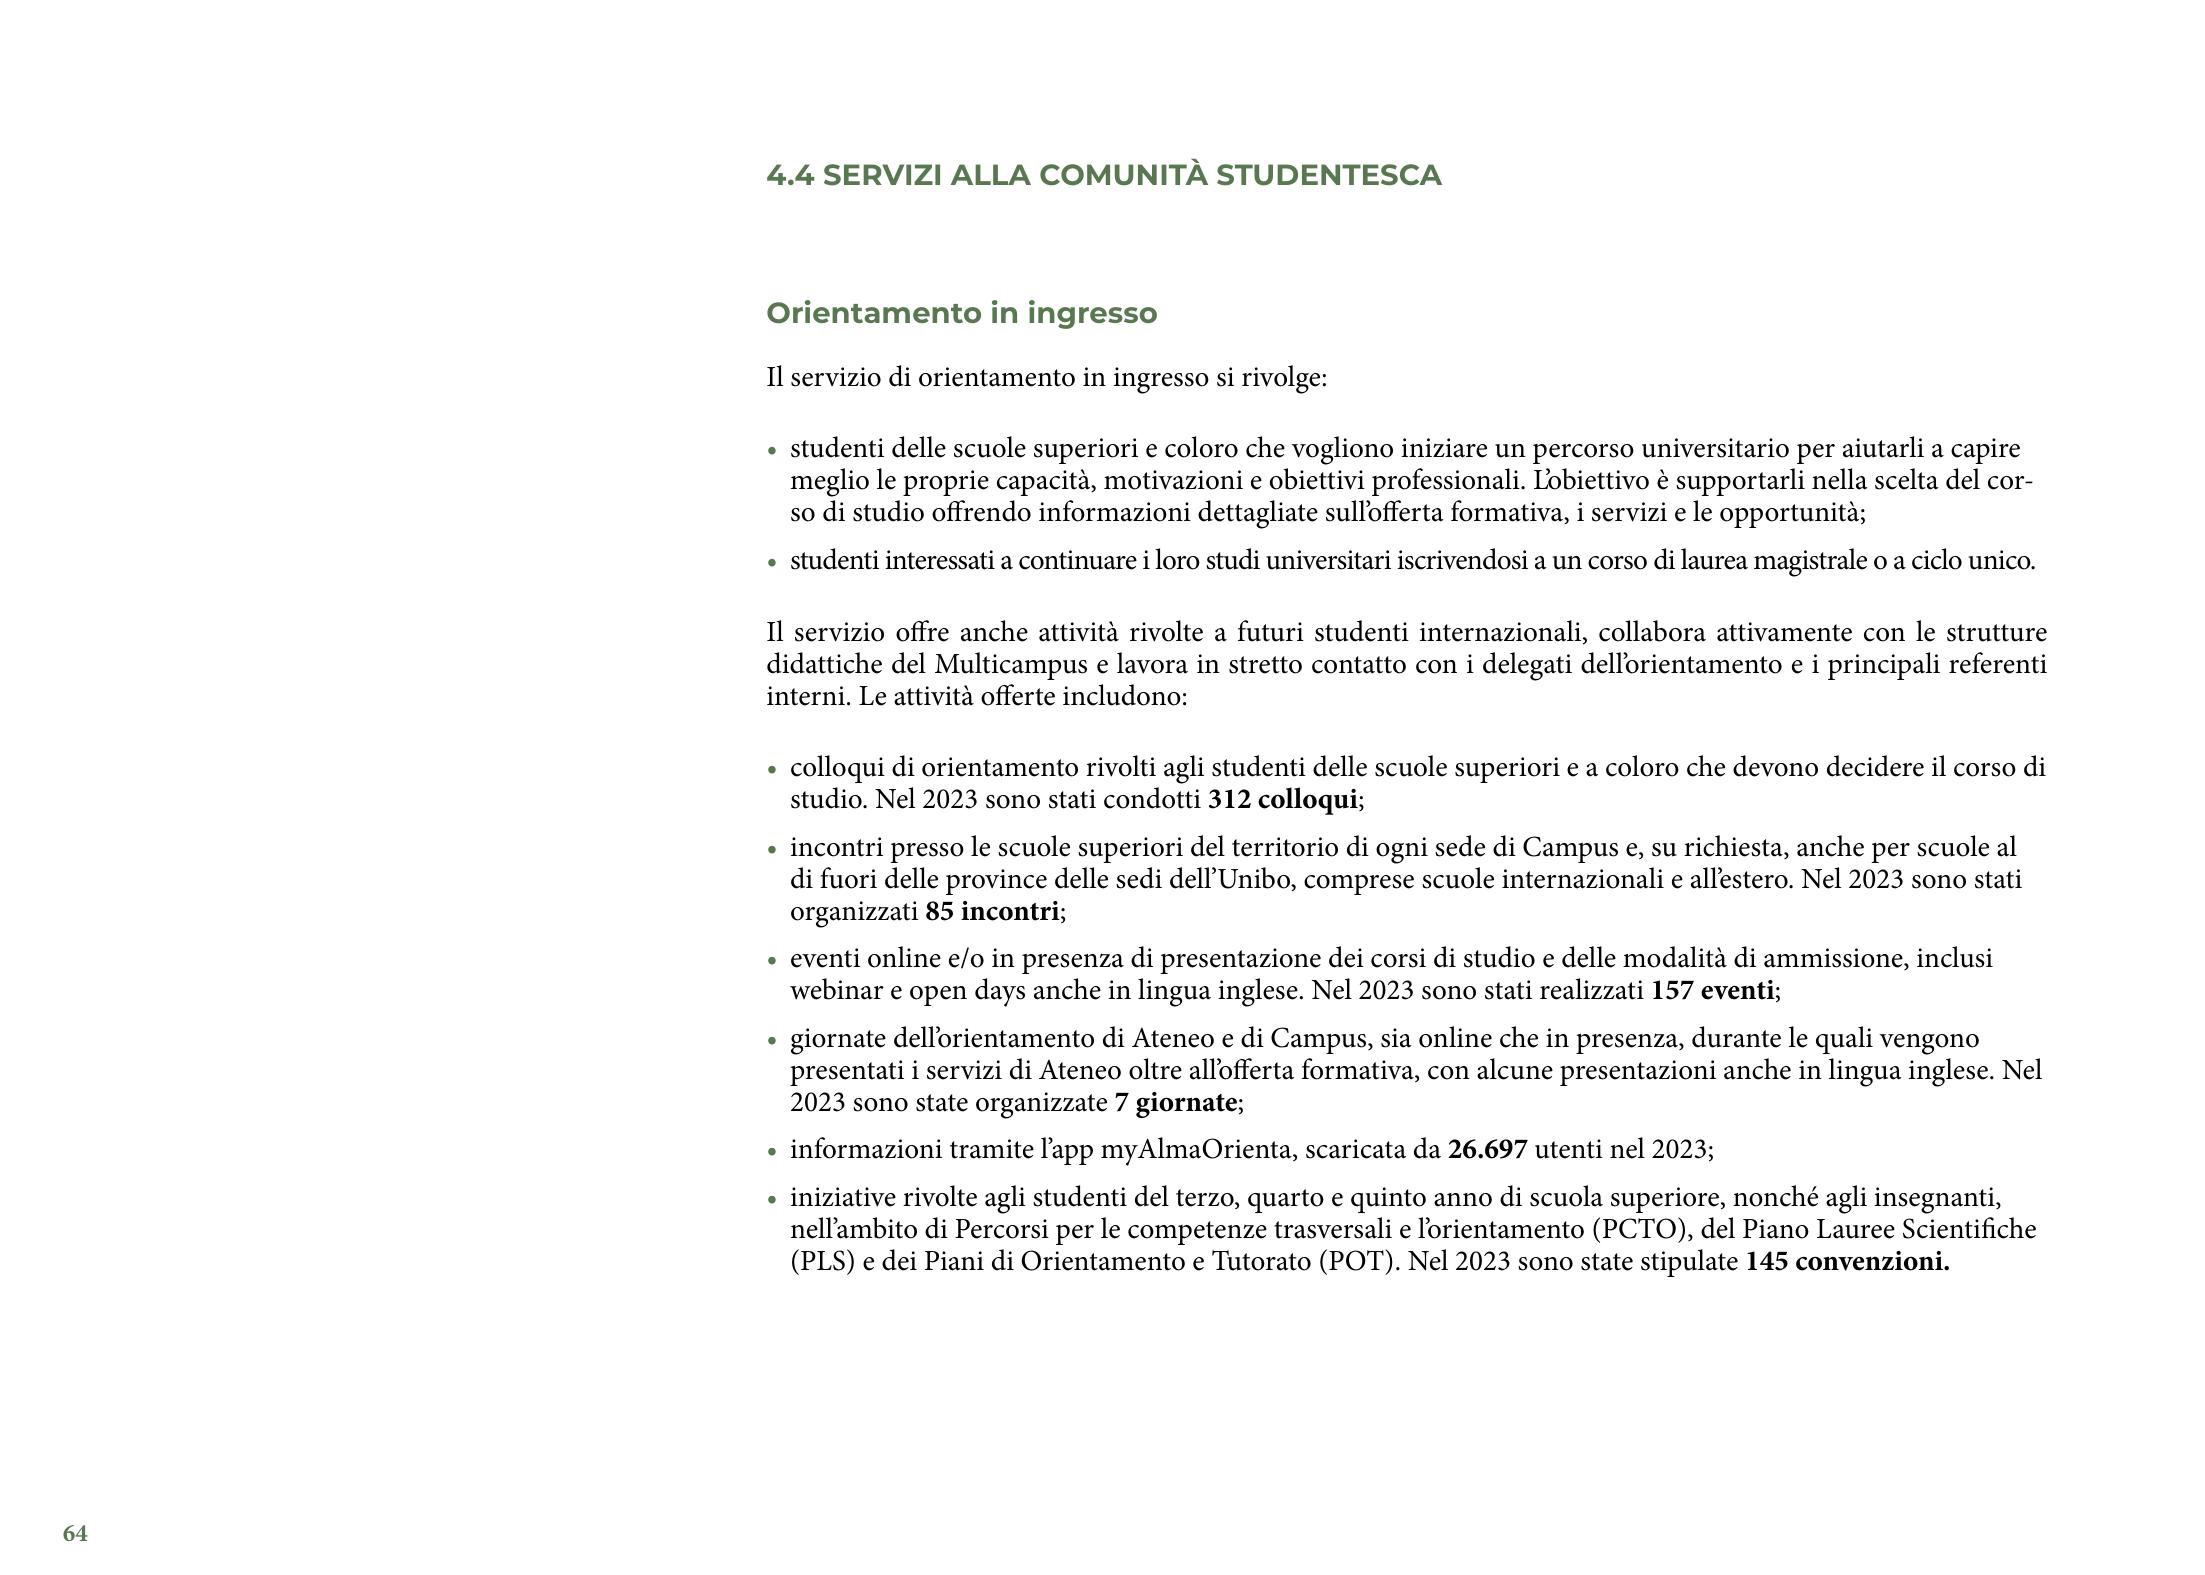 4.4 SERVIZI ALLA COMUNITÀ STUDENTESCA
Orientamento in ingresso
Il servizio di orientamento in ingresso si rivolge:
• studenti delle scuole superiori e coloro che vogliono iniziare un percorso universitario per aiutarli a capire
meglio le proprie capacità, motivazioni e obiettivi professionali. L’obiettivo è supportarli nella scelta del cor-
so di studio offrendo informazioni dettagliate sull’offerta formativa, i servizi e le opportunità;
• studenti interessati a continuare i loro studi universitari iscrivendosi a un corso di laurea magistrale o a ciclo unico.
Il servizio offre anche attività rivolte a futuri studenti internazionali, collabora attivamente con le strutture
didattiche del Multicampus e lavora in stretto contatto con i delegati dell’orientamento e i principali referenti
interni. Le attività offerte includono:
• colloqui di orientamento rivolti agli studenti delle scuole superiori e a coloro che devono decidere il corso di
studio. Nel 2023 sono stati condotti 312 colloqui;
• incontri presso le scuole superiori del territorio di ogni sede di Campus e, su richiesta, anche per scuole al
di fuori delle province delle sedi dell’Unibo, comprese scuole internazionali e all’estero. Nel 2023 sono stati
organizzati 85 incontri;
• eventi online e/o in presenza di presentazione dei corsi di studio e delle modalità di ammissione, inclusi
webinar e open days anche in lingua inglese. Nel 2023 sono stati realizzati 157 eventi;
• giornate dell’orientamento di Ateneo e di Campus, sia online che in presenza, durante le quali vengono
presentati i servizi di Ateneo oltre all’offerta formativa, con alcune presentazioni anche in lingua inglese. Nel
2023 sono state organizzate 7 giornate;
• informazioni tramite l’app myAlmaOrienta, scaricata da 26.697 utenti nel 2023;
• iniziative rivolte agli studenti del terzo, quarto e quinto anno di scuola superiore, nonché agli insegnanti,
nell’ambito di Percorsi per le competenze trasversali e l’orientamento (PCTO), del Piano Lauree Scientifiche
(PLS) e dei Piani di Orientamento e Tutorato (POT). Nel 2023 sono state stipulate 145 convenzioni.
64